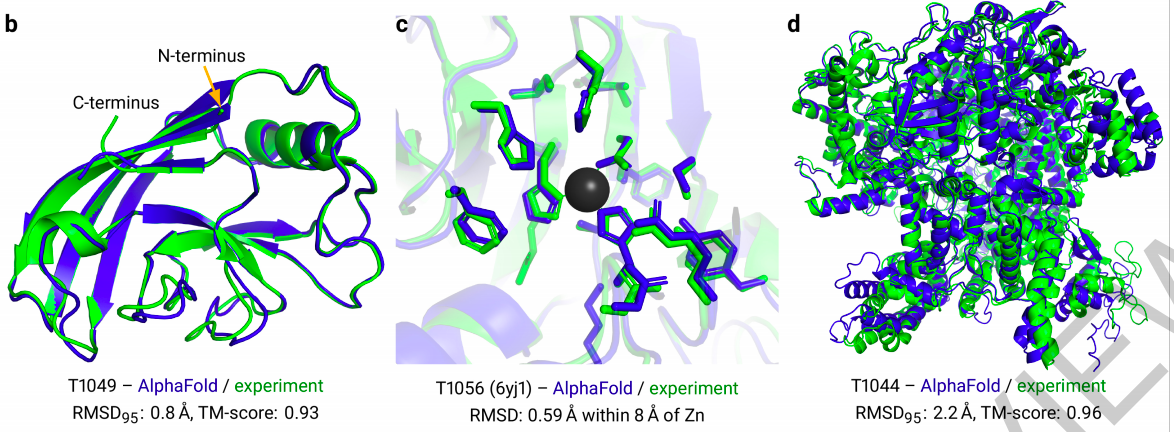 b
N-terminus
C-terminus
T1049 – AlphaFold / experiment
RMSD95: 0.8 Å, TM-score: 0.93
c
T1056 (6yj1) – AlphaFold / experiment
RMSD: 0.59 Å within 8 Å of Zn
d
T1044 – AlphaFold / experiment
RMSD95: 2.2 Å, TM-score: 0.96